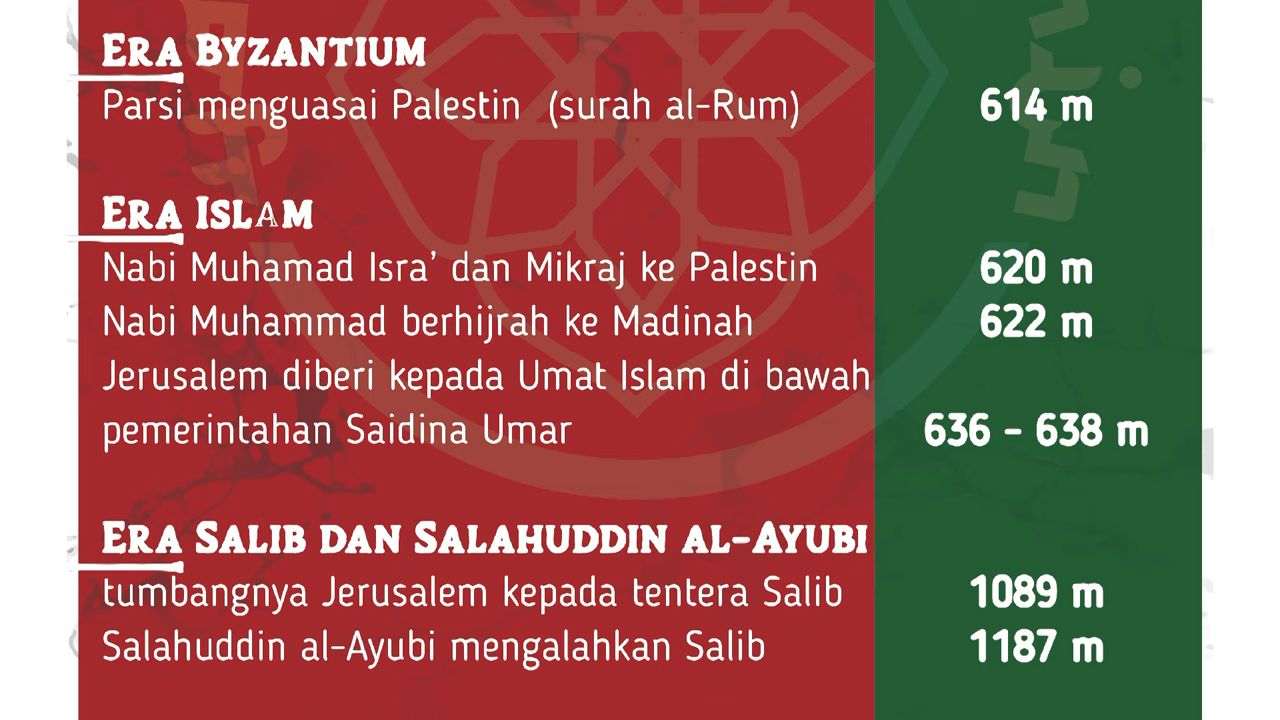 ERA BYZANTIUM
Parsi menguasai Palestin (surah al-Rum) 614 m
ERA ISLAM
Nabi Muhamad Isra' dan Mikraj ke Palestin 620 m
Nabi Muhammad berhijrah ke Madinah 622 m
Jerusalem diberi kepada Umat Islam di bawah
pemerintahan Saidina Umar 636 - 638 m
ERA SALIB DAN SALAHUDDIN AL-AYUBI
tumbangnya Jerusalem kepada tentera Salib 1089 m
Salahuddin al-Ayubi mengalahkan Salib 1187 m